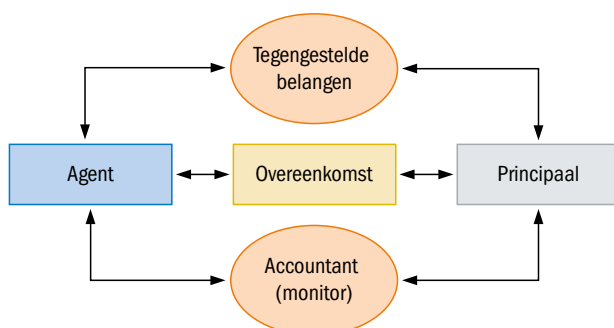 Tegengestelde
belangen
Agent
Overeenkomst
Principaal
Accountant
(monitor)